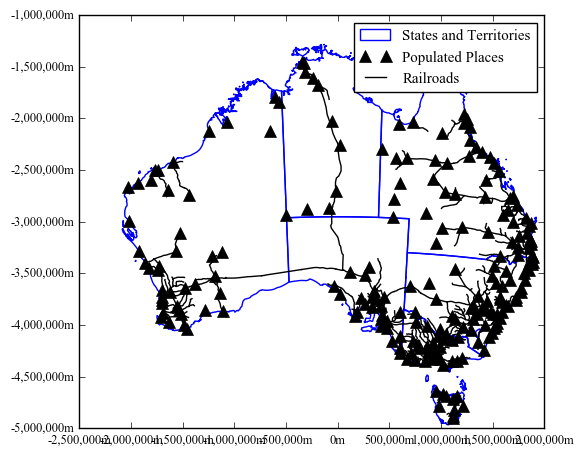 -1,000,000m
-1,500,000m
-2,000,000m
-2,500,000m
-3,000,000m
-3,500,000m
-4,000,000m
-4,500,000m
-5,000,000m
States and Territories
Populated Places
Railroads
-2,500,000m -2,000,000m -1,500,000m -1,000,000m -500,000m 0m 500,000m 1,000,000m 1,500,000m 2,000,000m